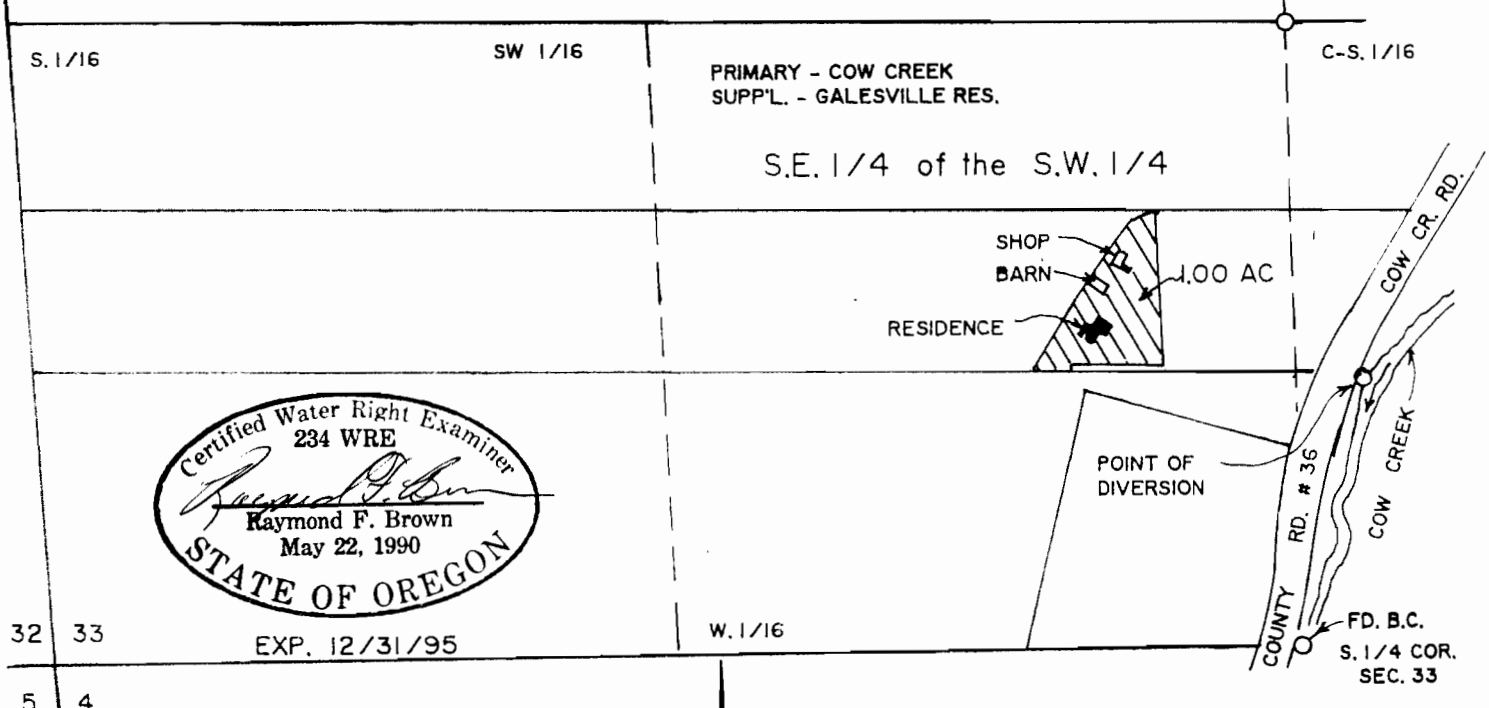 S. 1/16
SW 1/16
C-S. 1/16
PRIMARY - COW CREEK
SUPP'L. - GALESVILLE RES.
S.E. 1/4 of the S.W. 1/4
SHOP
BARN
1.00 AC
RESIDENCE
COW CR. RD.
POINT OF
DIVERSION
COUNTY RD. # 36
COW CREEK
Certified Water Right Examiner
234 WRE
Raymond F. Brown
Raymond F. Brown
May 22, 1990
STATE OF OREGON
EXP. 12/31/95
32 33
W. 1/16
FD. B.C.
S. 1/4 COR.
SEC. 33
5 4